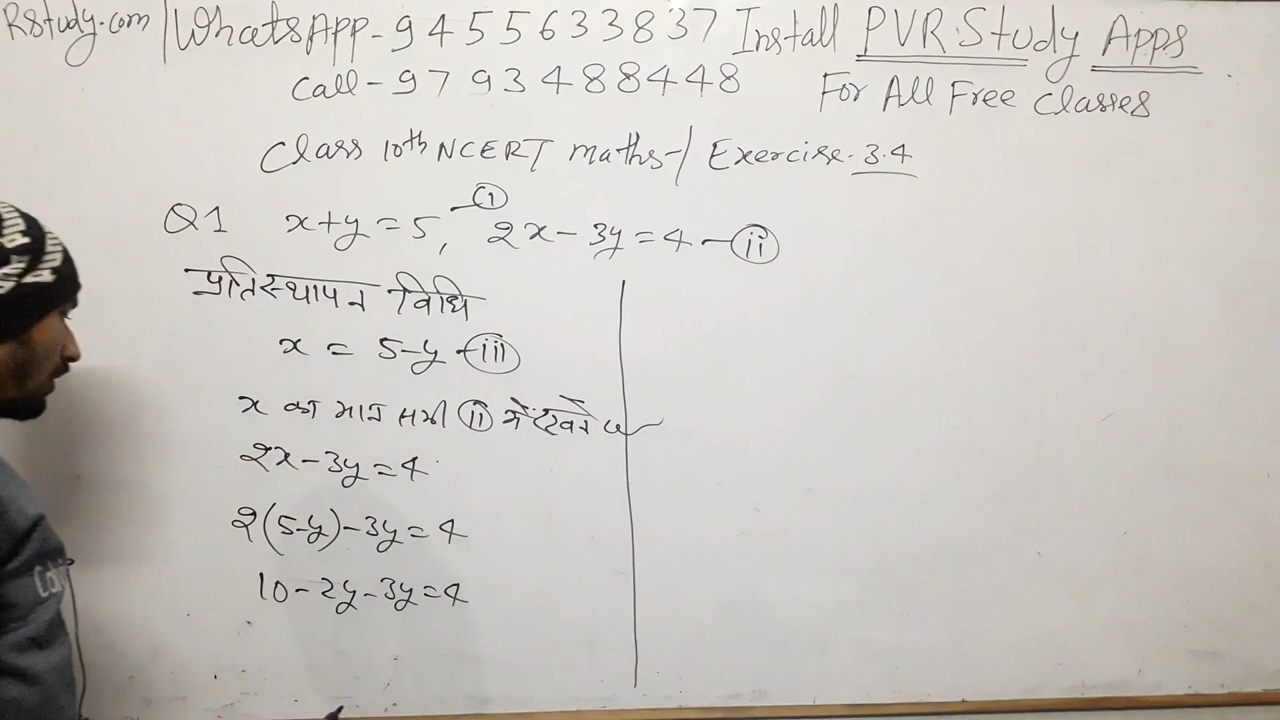 RStudy.com/WhatsApp-9455633837 Install PVR Study Apps
Call-9793488448 For All Free Classes
Class 10th NCERT maths-/Exercise-3.4
Q1 x+y=5, —(i) 2x-3y=4 —(ii)
प्रतिस्थापन विधि
x = 5-y —(iii)
x का मान समी (ii) में रखने पर
2x-3y=4
2(5-y)-3y=4
10-2y-3y=4